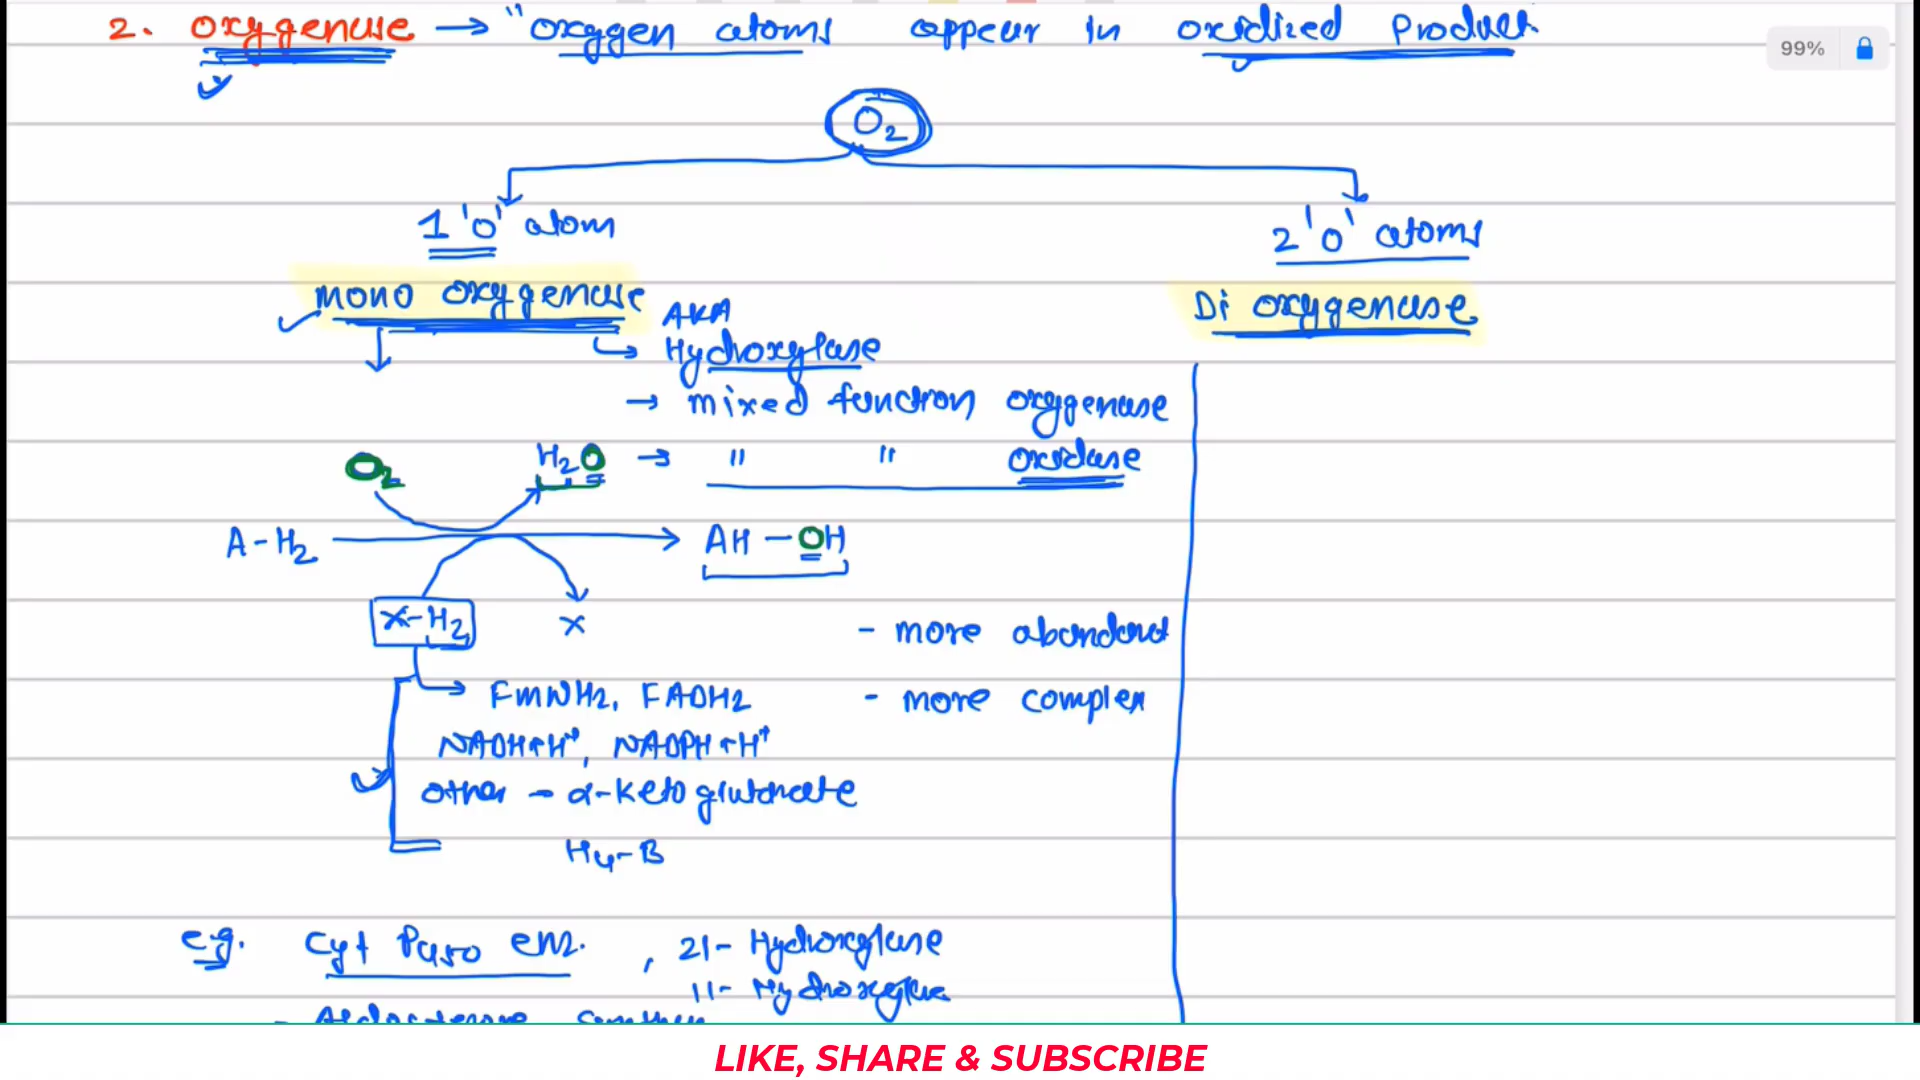 2. oxygenase → "oxygen atoms appear in oxidized product
99%
O2
1 'O' atom
2 'O' atoms
mono oxygenase
Di oxygenase
AKA
Hydroxylase
→ mixed function oxygenase
O2 H2O → " " oxidase
A-H2 → AH-OH
X-H2 X
- more abundant
→ FMNH2, FADH2 - more complex
NADH+H+, NADPH+H+
other - α-Ketoglutarate
H4-B
e.g. Cyt P450 enz. , 21-Hydroxylase
11-Hydroxylase
- Aldosterone
LIKE, SHARE & SUBSCRIBE